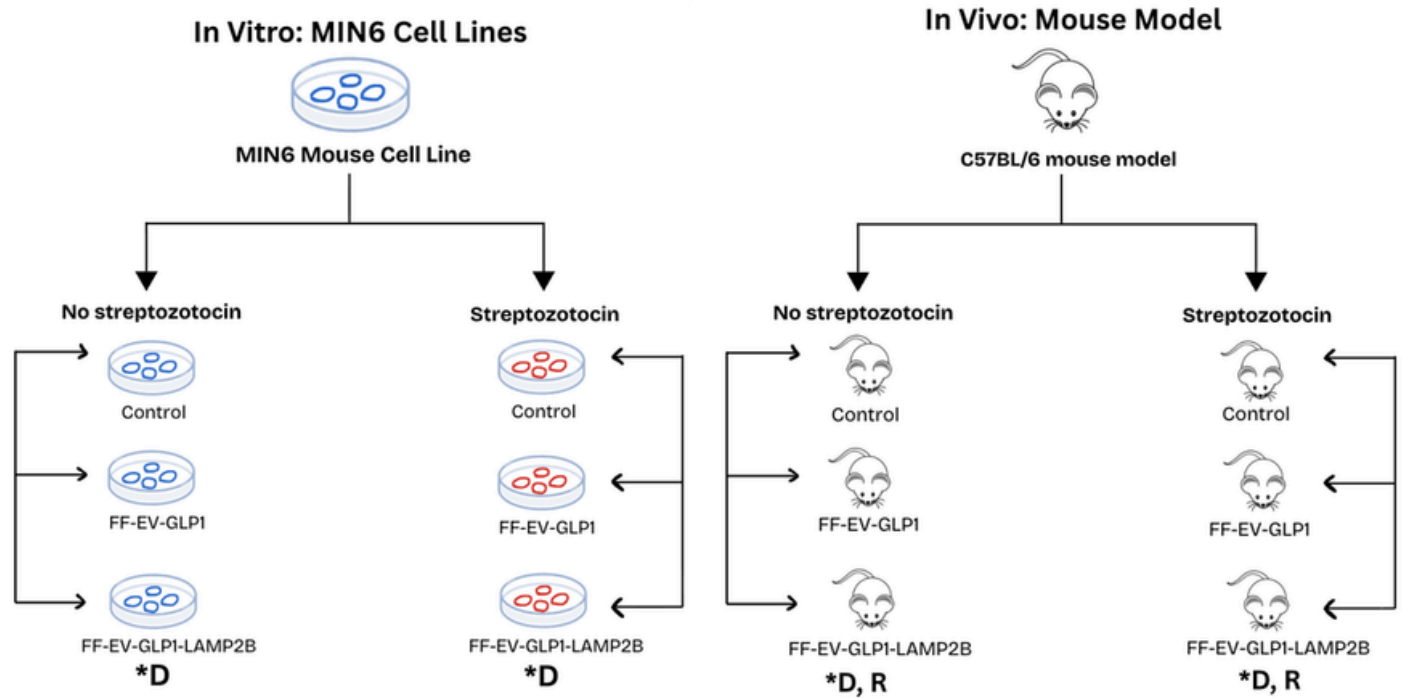 In Vitro: MIN6 Cell Lines
MIN6 Mouse Cell Line
No streptozotocin
Control
FF-EV-GLP1
FF-EV-GLP1-LAMP2B
*D
Streptozotocin
Control
FF-EV-GLP1
FF-EV-GLP1-LAMP2B
*D
In Vivo: Mouse Model
C57BL/6 mouse model
No streptozotocin
Control
FF-EV-GLP1
FF-EV-GLP1-LAMP2B
*D, R
Streptozotocin
Control
FF-EV-GLP1
FF-EV-GLP1-LAMP2B
*D, R